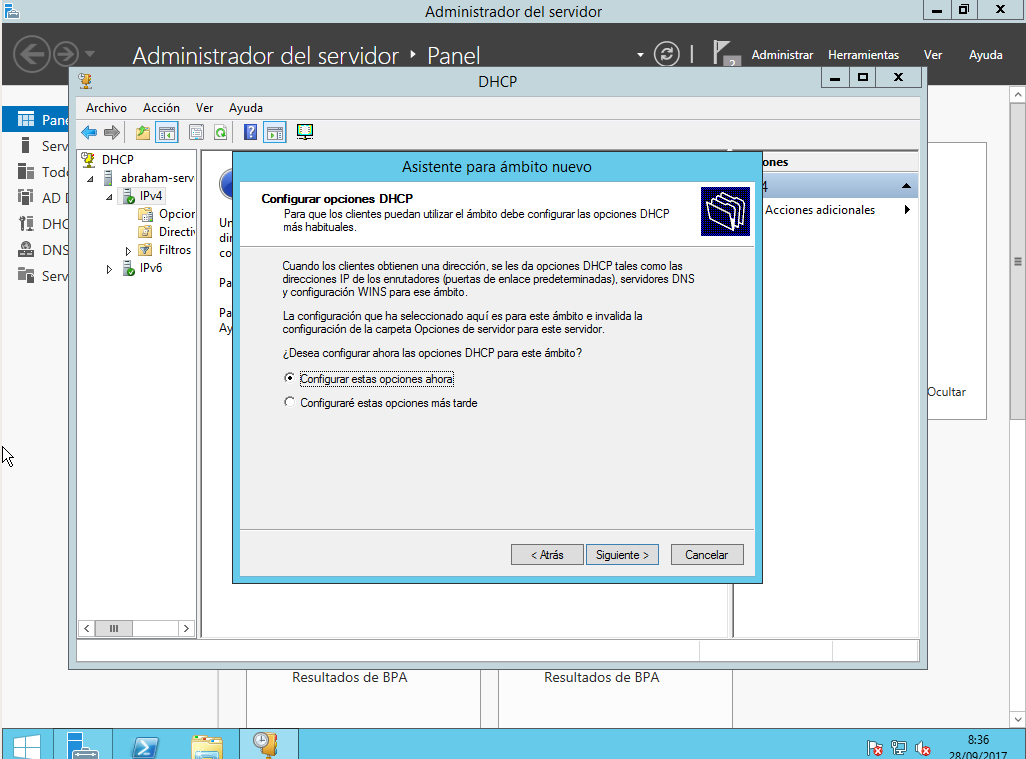 Administrador del servidor
Administrador del servidor ‣ Panel
Administrar Herramientas Ver Ayuda
DHCP
Archivo Acción Ver Ayuda
Pane
Serv
Todo
AD D
DHC
DNS
Serv
DHCP
abraham-serv
IPv4
Opcion
Directiv
Filtros
IPv6
Un
dir
co
Pa
Pa
Ay
Asistente para ámbito nuevo
Configurar opciones DHCP
Para que los clientes puedan utilizar el ámbito debe configurar las opciones DHCP
más habituales.
Cuando los clientes obtienen una dirección, se les da opciones DHCP tales como las
direcciones IP de los enrutadores (puertas de enlace predeterminadas), servidores DNS
y configuración WINS para ese ámbito.
La configuración que ha seleccionado aquí es para este ámbito e invalida la
configuración de la carpeta Opciones de servidor para este servidor.
¿Desea configurar ahora las opciones DHCP para este ámbito?
Configurar estas opciones ahora
Configuraré estas opciones más tarde
< Atrás
Siguiente >
Cancelar
ones
4
Acciones adicionales
Ocultar
Resultados de BPA
Resultados de BPA
8:36
28/09/2017